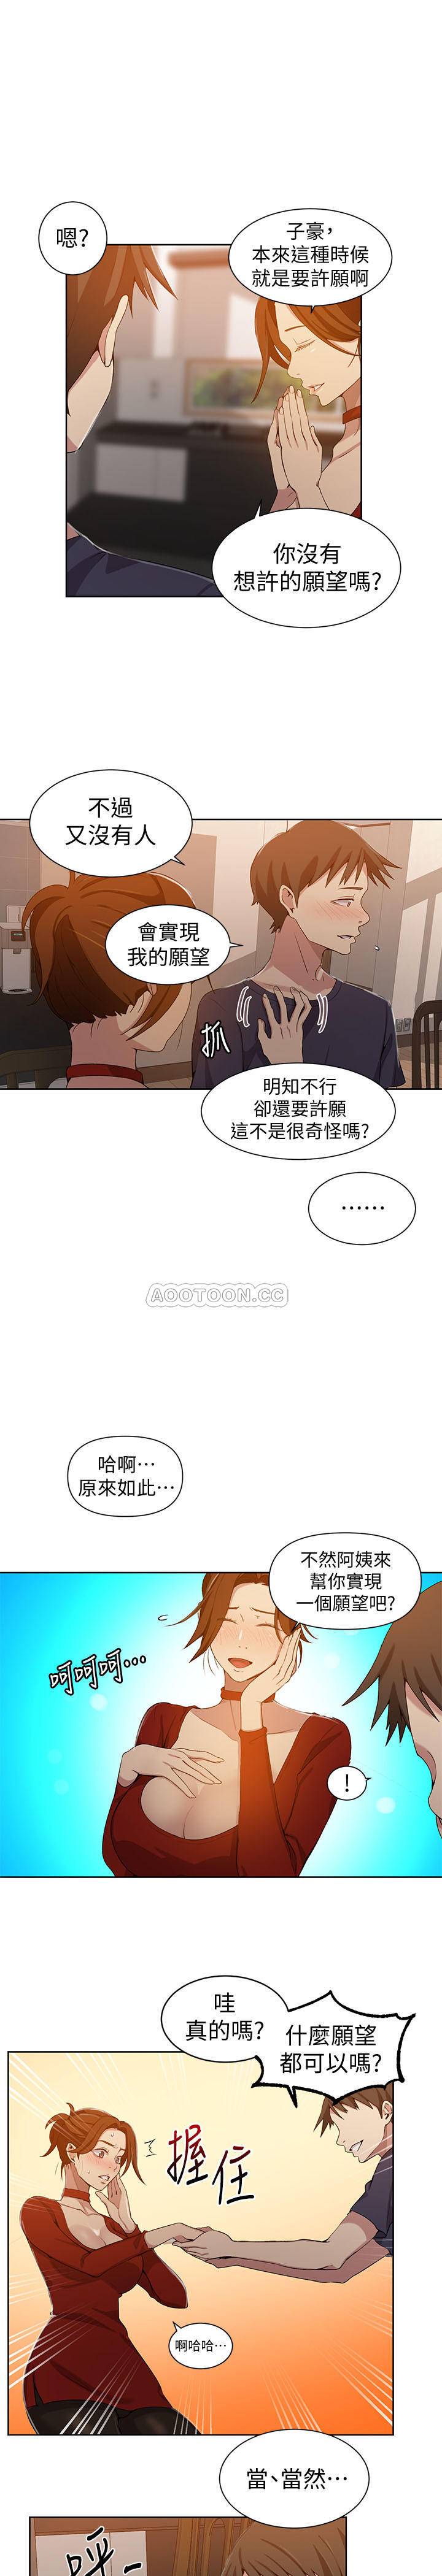 嗯?
子豪,
本來這種時候
就是要許願啊
你沒有
想許的願望嗎?
不過
又沒有人
會實現
我的願望
抓
明知不行
卻還要許願
這不是很奇怪嗎?
……
AOOTOON.CC
哈啊…
原來如此…
不然阿姨來
幫你實現
一個願望吧?
呵呵呵…
!
哇
真的嗎?
什麼願望
都可以嗎?
握住
啊哈哈…
當、當然…